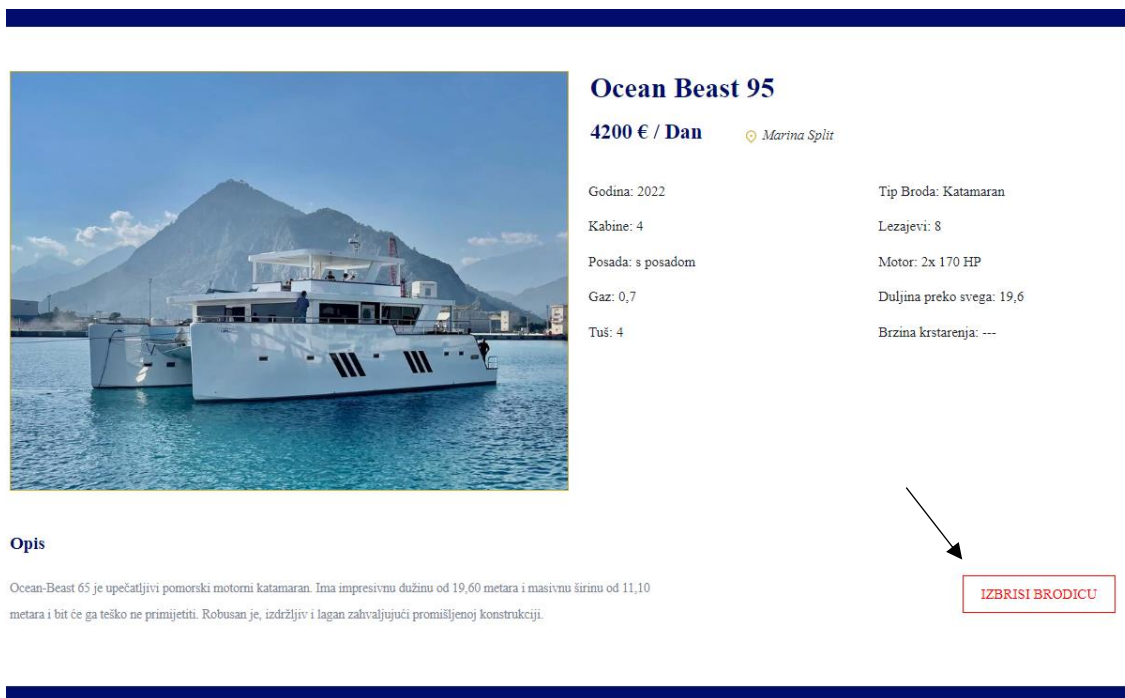 Ocean Beast 95
4200 € / Dan
Marina Split
Godina: 2022
Tip Broda: Katamaran
Kabine: 4
Lezajevi: 8
Posada: s posadom
Motor: 2x 170 HP
Gaz: 0,7
Duljina preko svega: 19,6
Tuš: 4
Brzina krstarenja: ---
Opis
Ocean-Beast 65 je upečatljivi pomorski motorni katamaran. Ima impresivnu dužinu od 19,60 metara i masivnu širinu od 11,10
metara i bit će ga teško ne primijetiti. Robusan je, izdržljiv i lagan zahvaljujući promišljenoj konstrukciji.
IZBRISI BRODICU